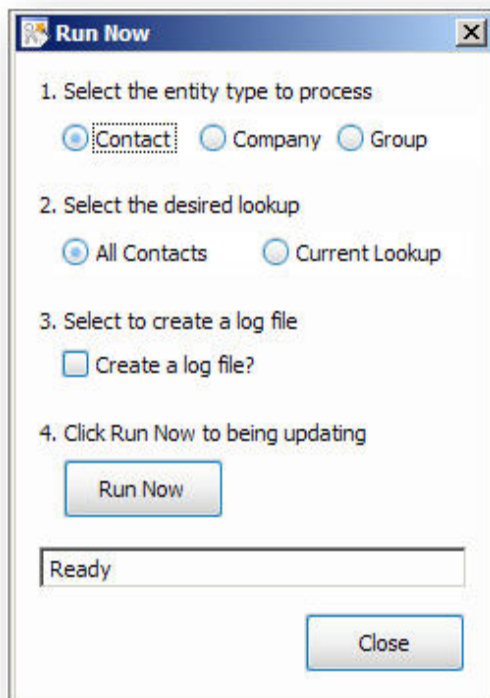 Run Now
1. Select the entity type to process
Contact Company Group
2. Select the desired lookup
All Contacts Current Lookup
3. Select to create a log file
Create a log file?
4. Click Run Now to being updating
Run Now
Ready
Close